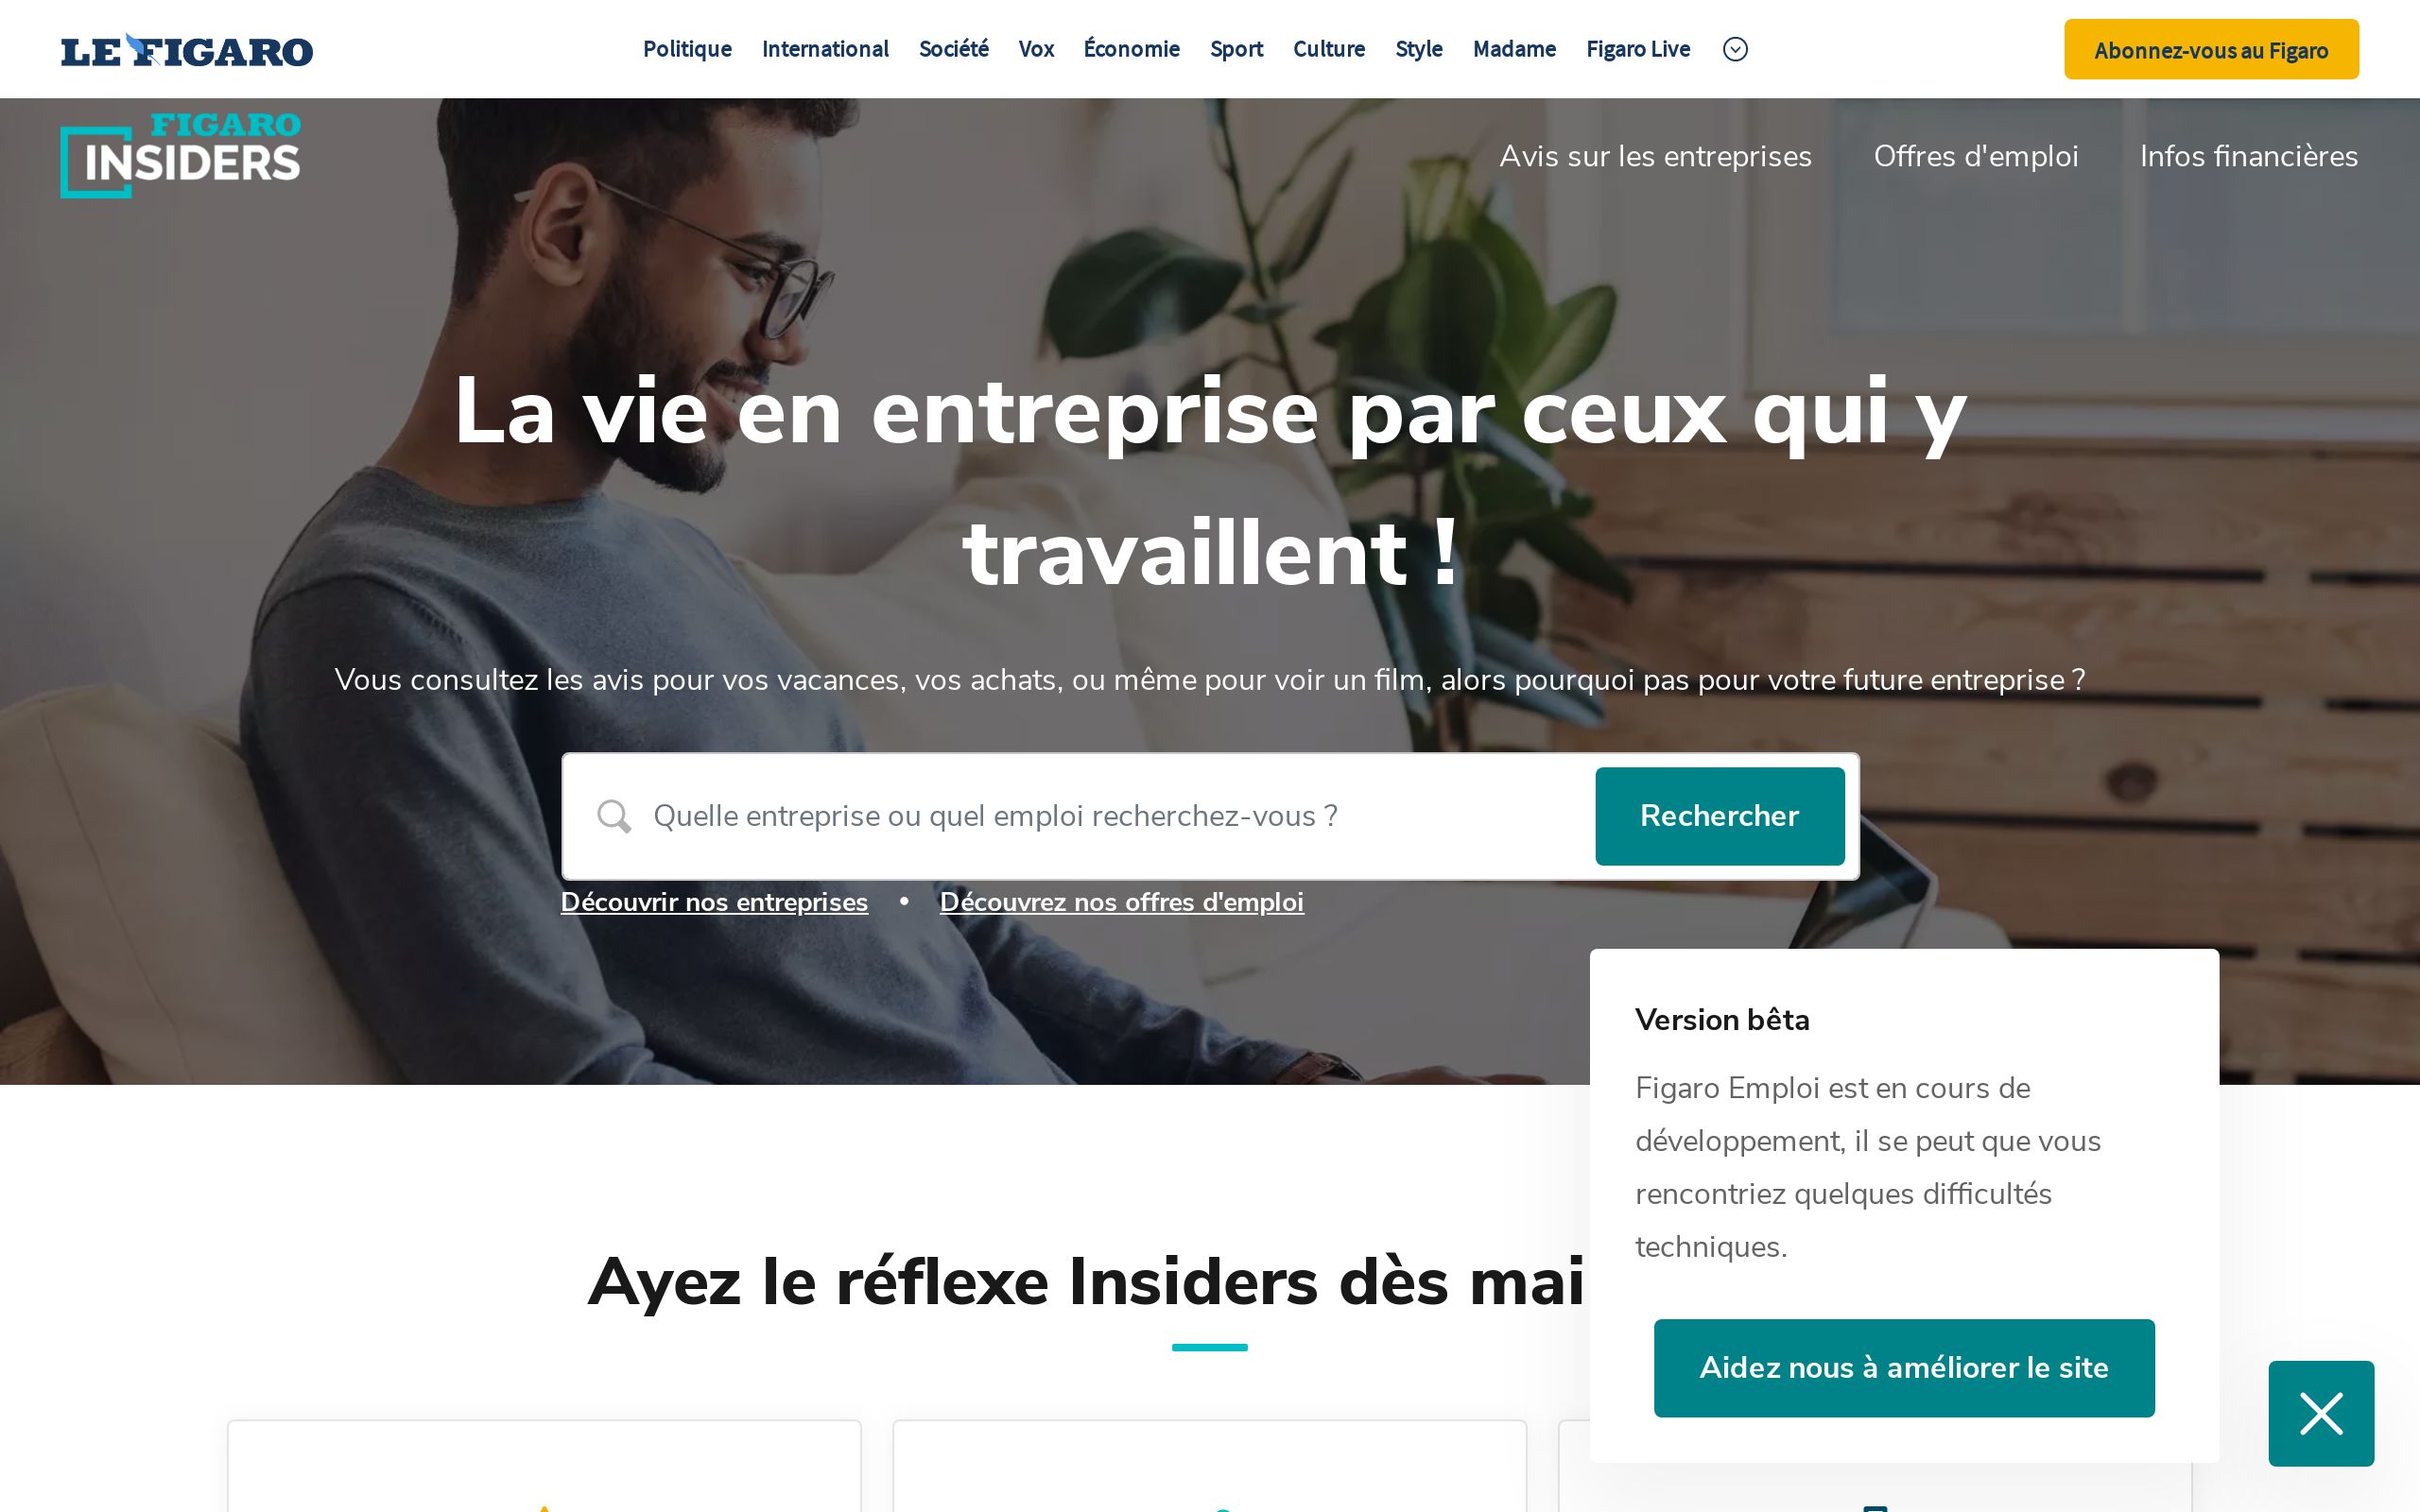 LE FIGARO
Politique International Société Vox Économie Sport Culture Style Madame Figaro Live
Abonnez-vous au Figaro
FIGARO
INSIDERS
Avis sur les entreprises Offres d'emploi Infos financières
La vie en entreprise par ceux qui y
travaillent !
Vous consultez les avis pour vos vacances, vos achats, ou même pour voir un film, alors pourquoi pas pour votre future entreprise ?
Quelle entreprise ou quel emploi recherchez-vous ?
Rechercher
Découvrir nos entreprises • Découvrez nos offres d'emploi
Version bêta
Figaro Emploi est en cours de
développement, il se peut que vous
rencontriez quelques difficultés
techniques.
Aidez nous à améliorer le site
Ayez le réflexe Insiders dès mai